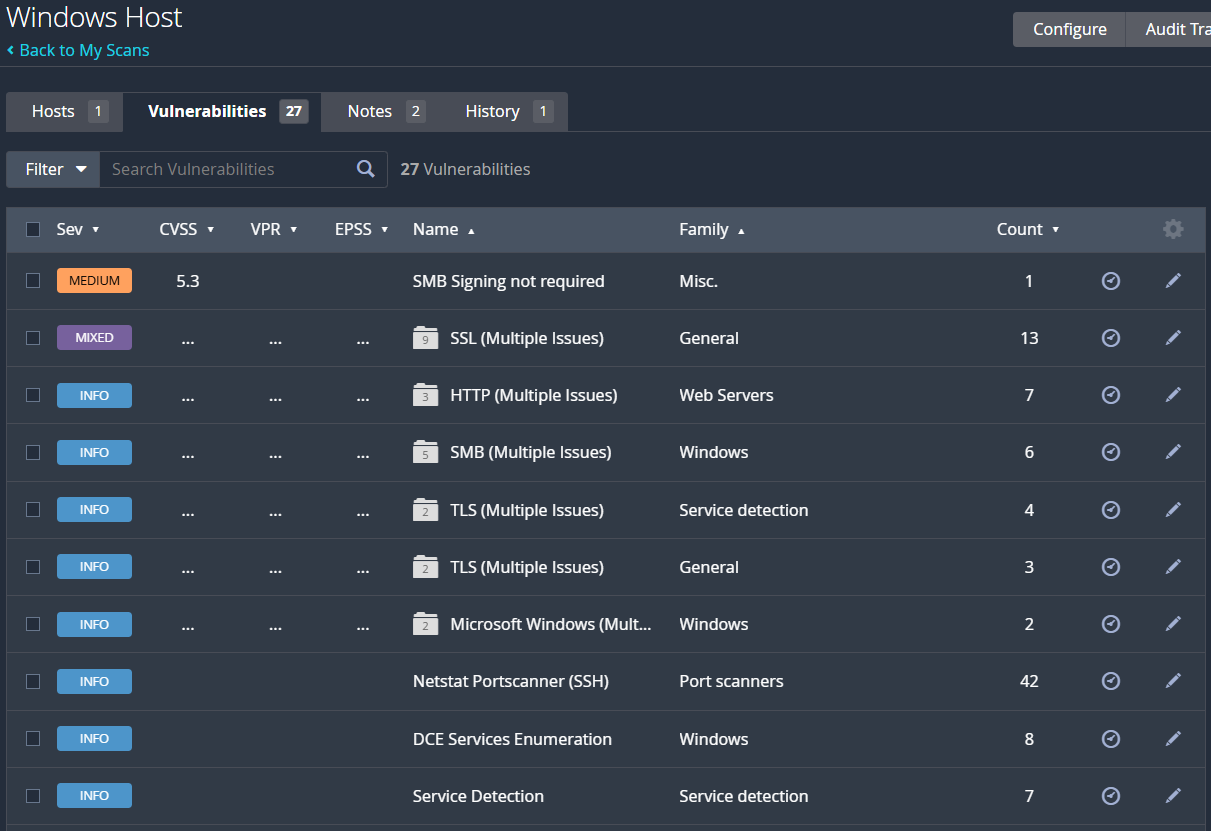 Windows Host
Configure Audit Tra
Back to My Scans
Hosts 1 Vulnerabilities 27 Notes 2 History 1
Filter Search Vulnerabilities 27 Vulnerabilities
Sev CVSS VPR EPSS Name Family Count
MEDIUM 5.3 SMB Signing not required Misc. 1
MIXED ... ... ... 9 SSL (Multiple Issues) General 13
INFO ... ... ... 3 HTTP (Multiple Issues) Web Servers 7
INFO ... ... ... 5 SMB (Multiple Issues) Windows 6
INFO ... ... ... 2 TLS (Multiple Issues) Service detection 4
INFO ... ... ... 2 TLS (Multiple Issues) General 3
INFO ... ... ... 2 Microsoft Windows (Mult... Windows 2
INFO Netstat Portscanner (SSH) Port scanners 42
INFO DCE Services Enumeration Windows 8
INFO Service Detection Service detection 7